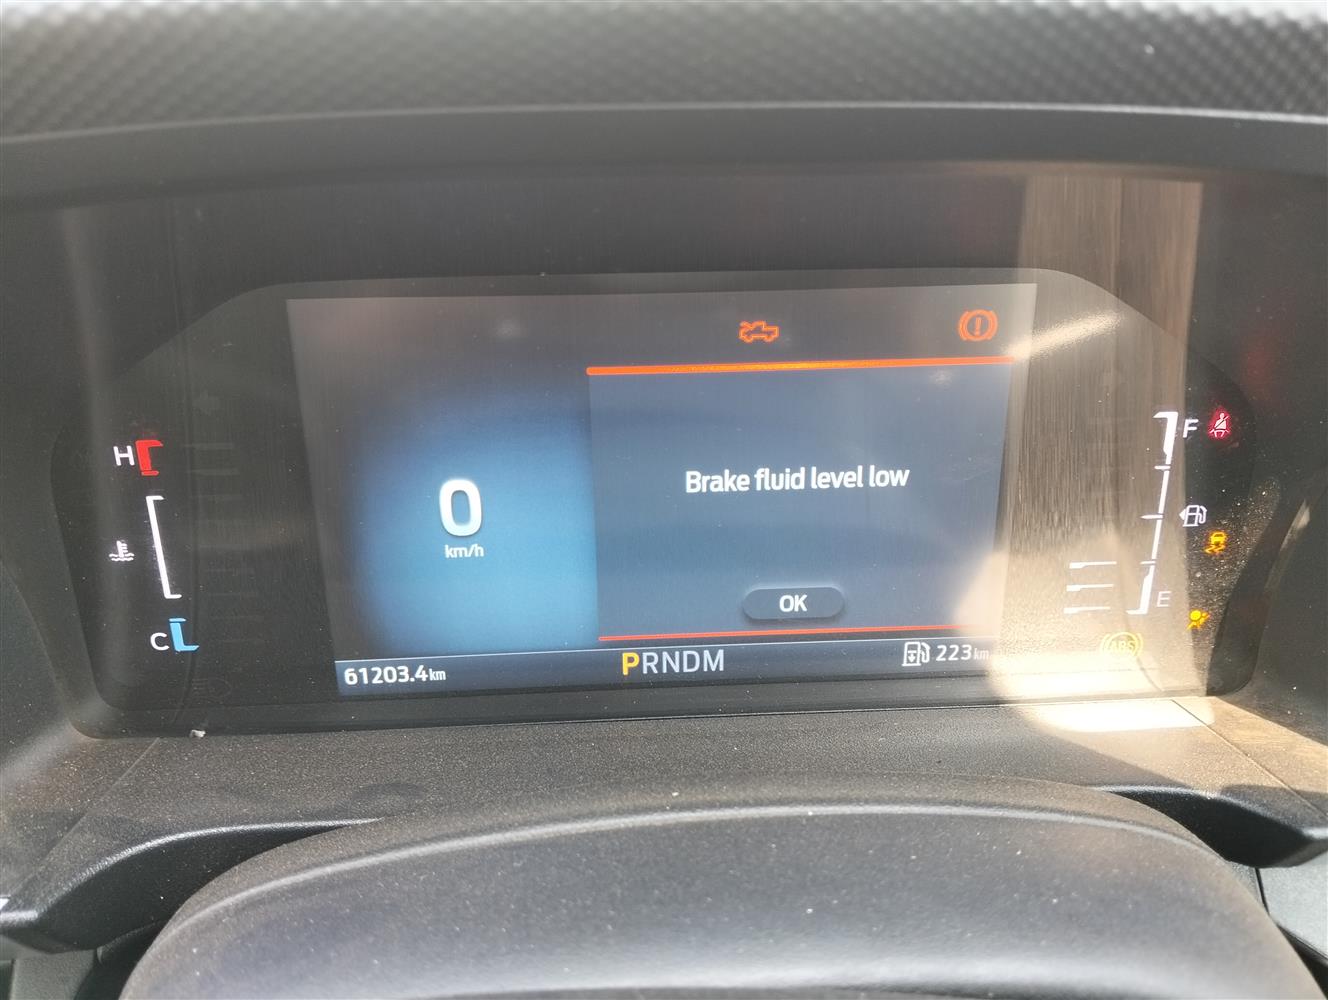 H
F
Brake fluid level low
0
km/h
OK
E
C
ABS
61203.4km
PRNDM
223km